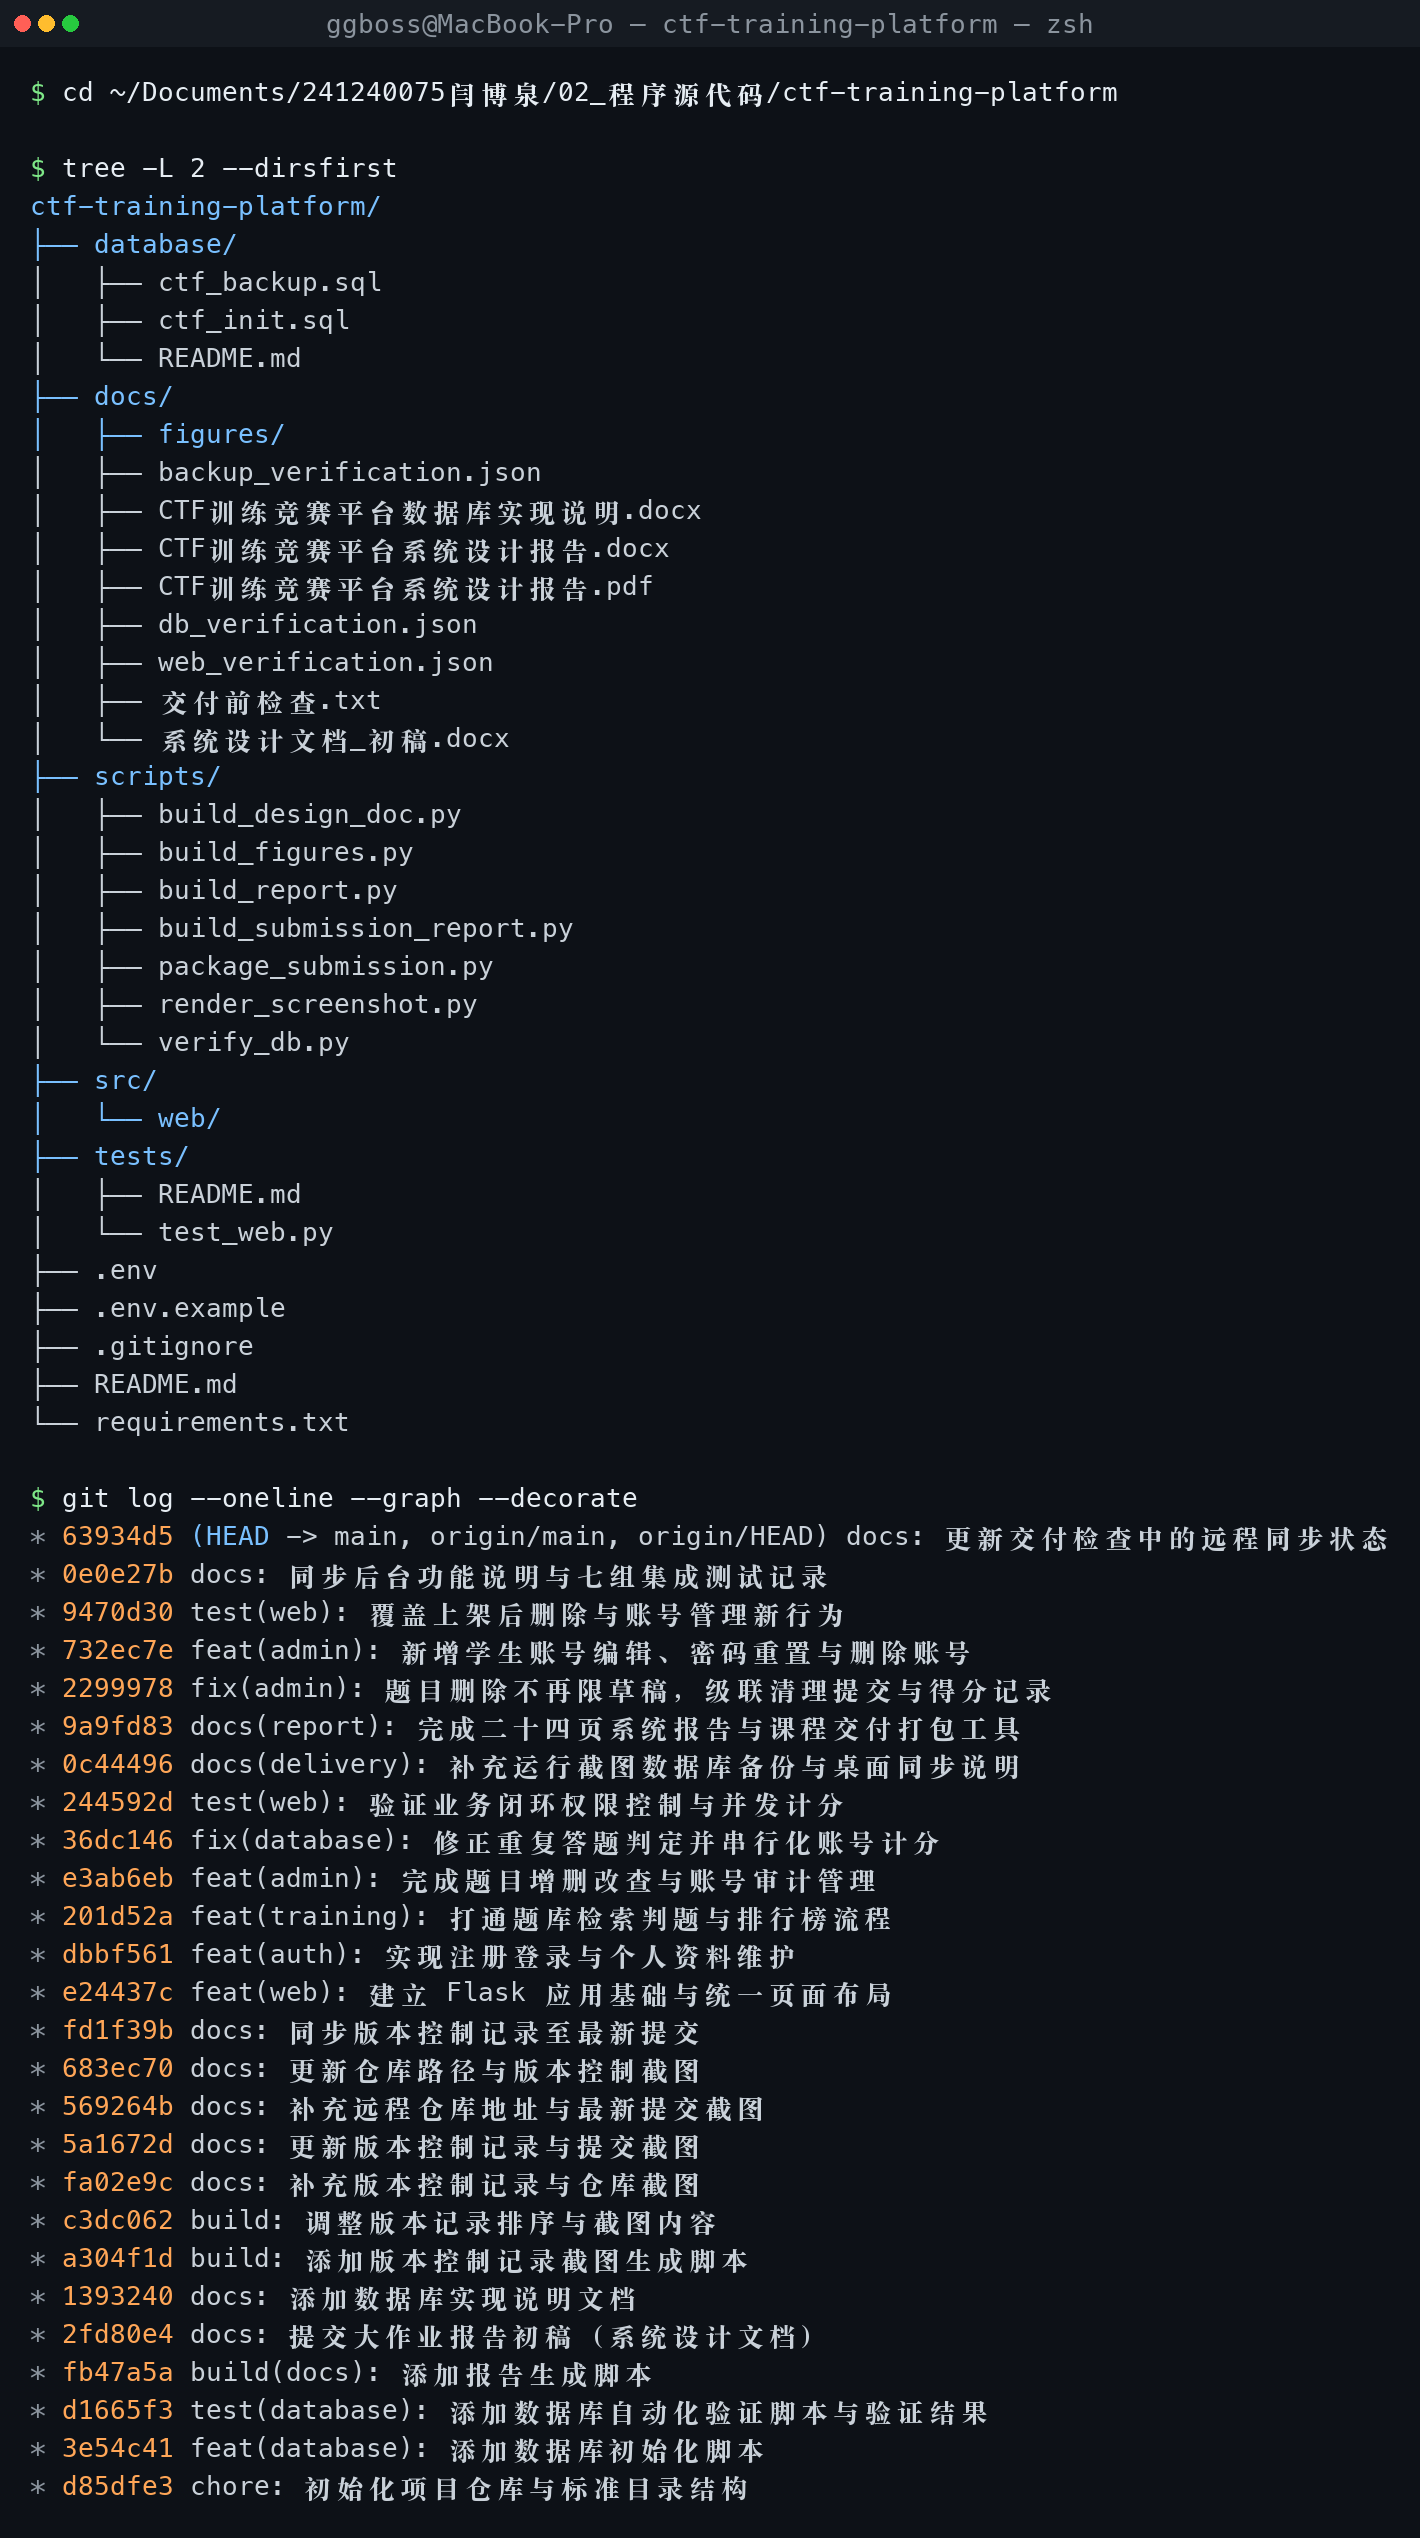 ggboss@MacBook-Pro — ctf-training-platform — zsh
$ cd ~/Documents/241240075闫博泉/02_程序源代码/ctf-training-platform
$ tree -L 2 --dirsfirst
ctf-training-platform/
├── database/
│   ├── ctf_backup.sql
│   ├── ctf_init.sql
│   └── README.md
├── docs/
│   ├── figures/
│   ├── backup_verification.json
│   ├── CTF训练竞赛平台数据库实现说明.docx
│   ├── CTF训练竞赛平台系统设计报告.docx
│   ├── CTF训练竞赛平台系统设计报告.pdf
│   ├── db_verification.json
│   ├── web_verification.json
│   ├── 交付前检查.txt
│   └── 系统设计文档_初稿.docx
├── scripts/
│   ├── build_design_doc.py
│   ├── build_figures.py
│   ├── build_report.py
│   ├── build_submission_report.py
│   ├── package_submission.py
│   ├── render_screenshot.py
│   └── verify_db.py
├── src/
│   └── web/
├── tests/
│   ├── README.md
│   └── test_web.py
├── .env
├── .env.example
├── .gitignore
├── README.md
└── requirements.txt
$ git log --oneline --graph --decorate
* 63934d5 (HEAD -> main, origin/main, origin/HEAD) docs: 更新交付检查中的远程同步状态
* 0e0e27b docs: 同步后台功能说明与七组集成测试记录
* 9470d30 test(web): 覆盖上架后删除与账号管理新行为
* 732ec7e feat(admin): 新增学生账号编辑、密码重置与删除账号
* 2299978 fix(admin): 题目删除不再限草稿，级联清理提交与得分记录
* 9a9fd83 docs(report): 完成二十四页系统报告与课程交付打包工具
* 0c44496 docs(delivery): 补充运行截图数据库备份与桌面同步说明
* 244592d test(web): 验证业务闭环权限控制与并发计分
* 36dc146 fix(database): 修正重复答题判定并串行化账号计分
* e3ab6eb feat(admin): 完成题目增删改查与账号审计管理
* 201d52a feat(training): 打通题库检索判题与排行榜流程
* dbbf561 feat(auth): 实现注册登录与个人资料维护
* e24437c feat(web): 建立 Flask 应用基础与统一页面布局
* fd1f39b docs: 同步版本控制记录至最新提交
* 683ec70 docs: 更新仓库路径与版本控制截图
* 569264b docs: 补充远程仓库地址与最新提交截图
* 5a1672d docs: 更新版本控制记录与提交截图
* fa02e9c docs: 补充版本控制记录与仓库截图
* c3dc062 build: 调整版本记录排序与截图内容
* a304f1d build: 添加版本控制记录截图生成脚本
* 1393240 docs: 添加数据库实现说明文档
* 2fd80e4 docs: 提交大作业报告初稿（系统设计文档）
* fb47a5a build(docs): 添加报告生成脚本
* d1665f3 test(database): 添加数据库自动化验证脚本与验证结果
* 3e54c41 feat(database): 添加数据库初始化脚本
* d85dfe3 chore: 初始化项目仓库与标准目录结构